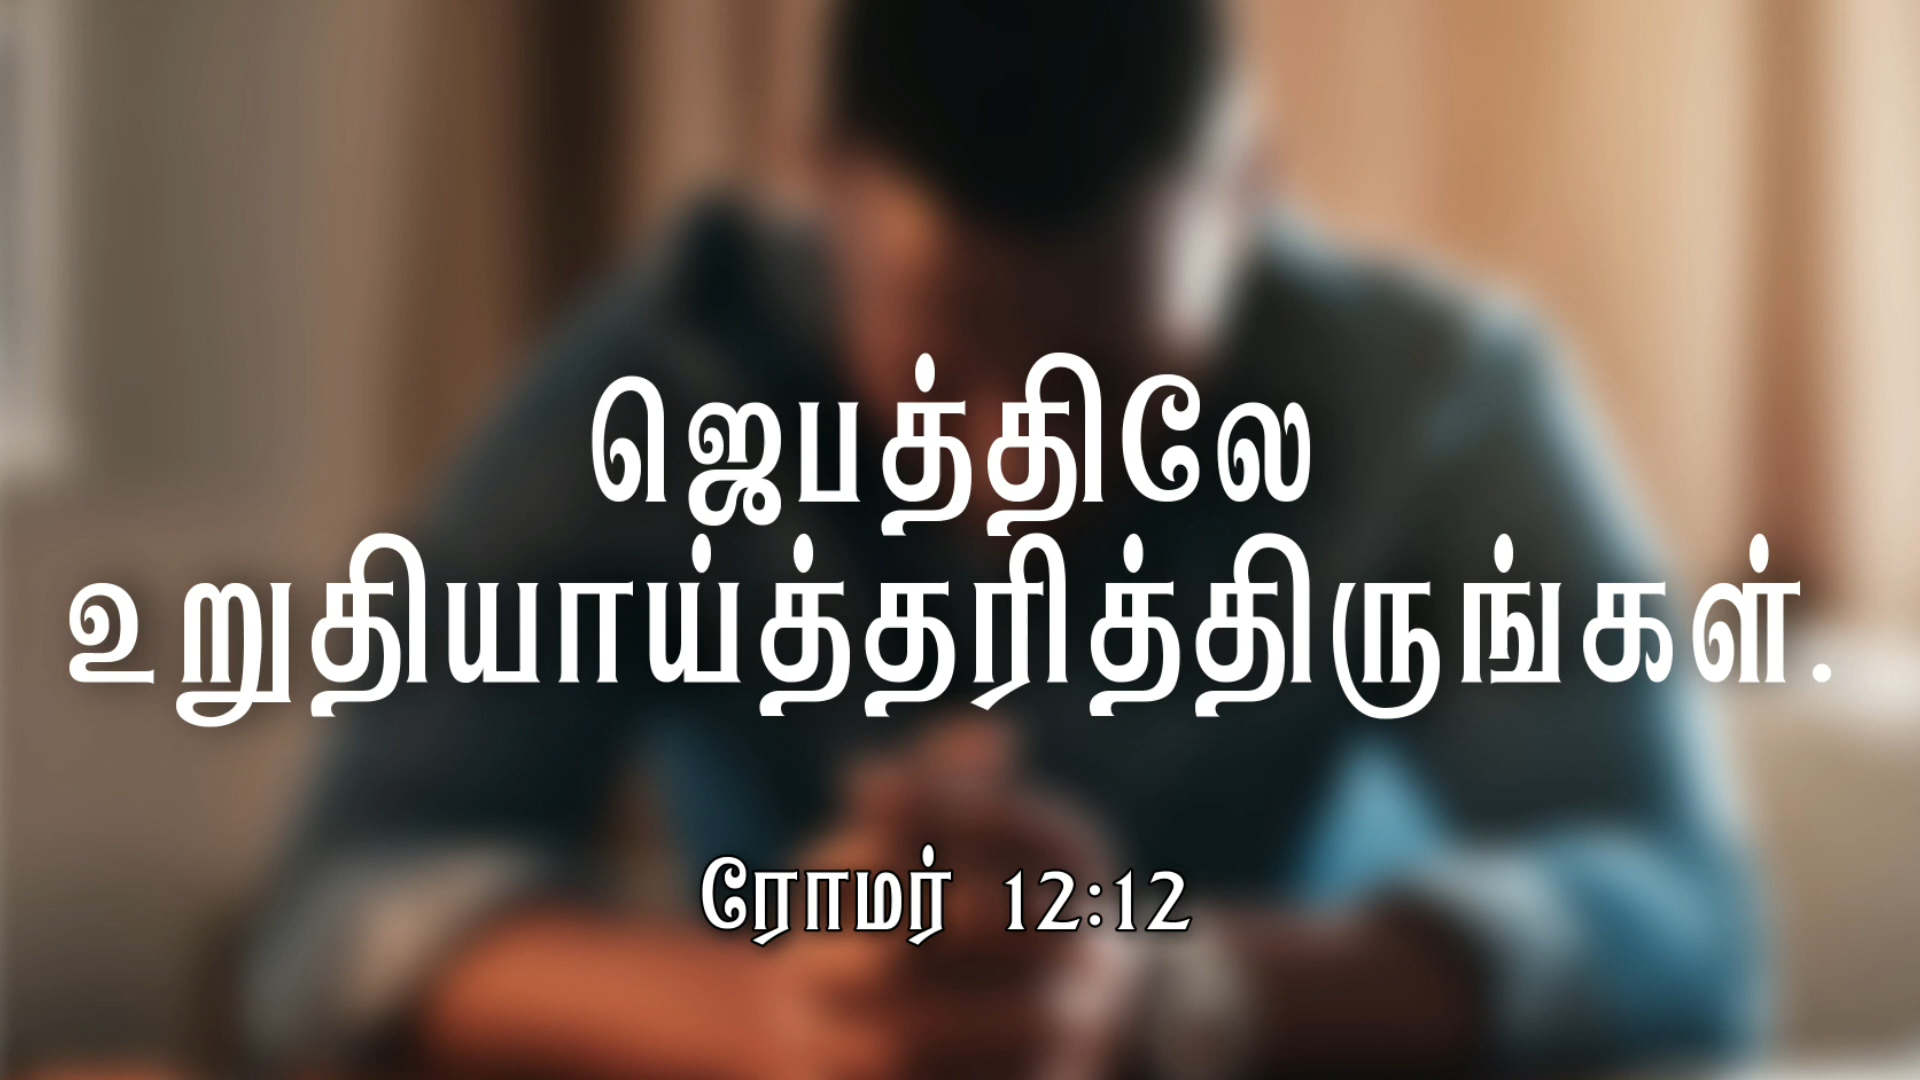 ஜெபத்திலே
உறுதியாய்த்தரித்திருங்கள்.
ரோமர் 12:12